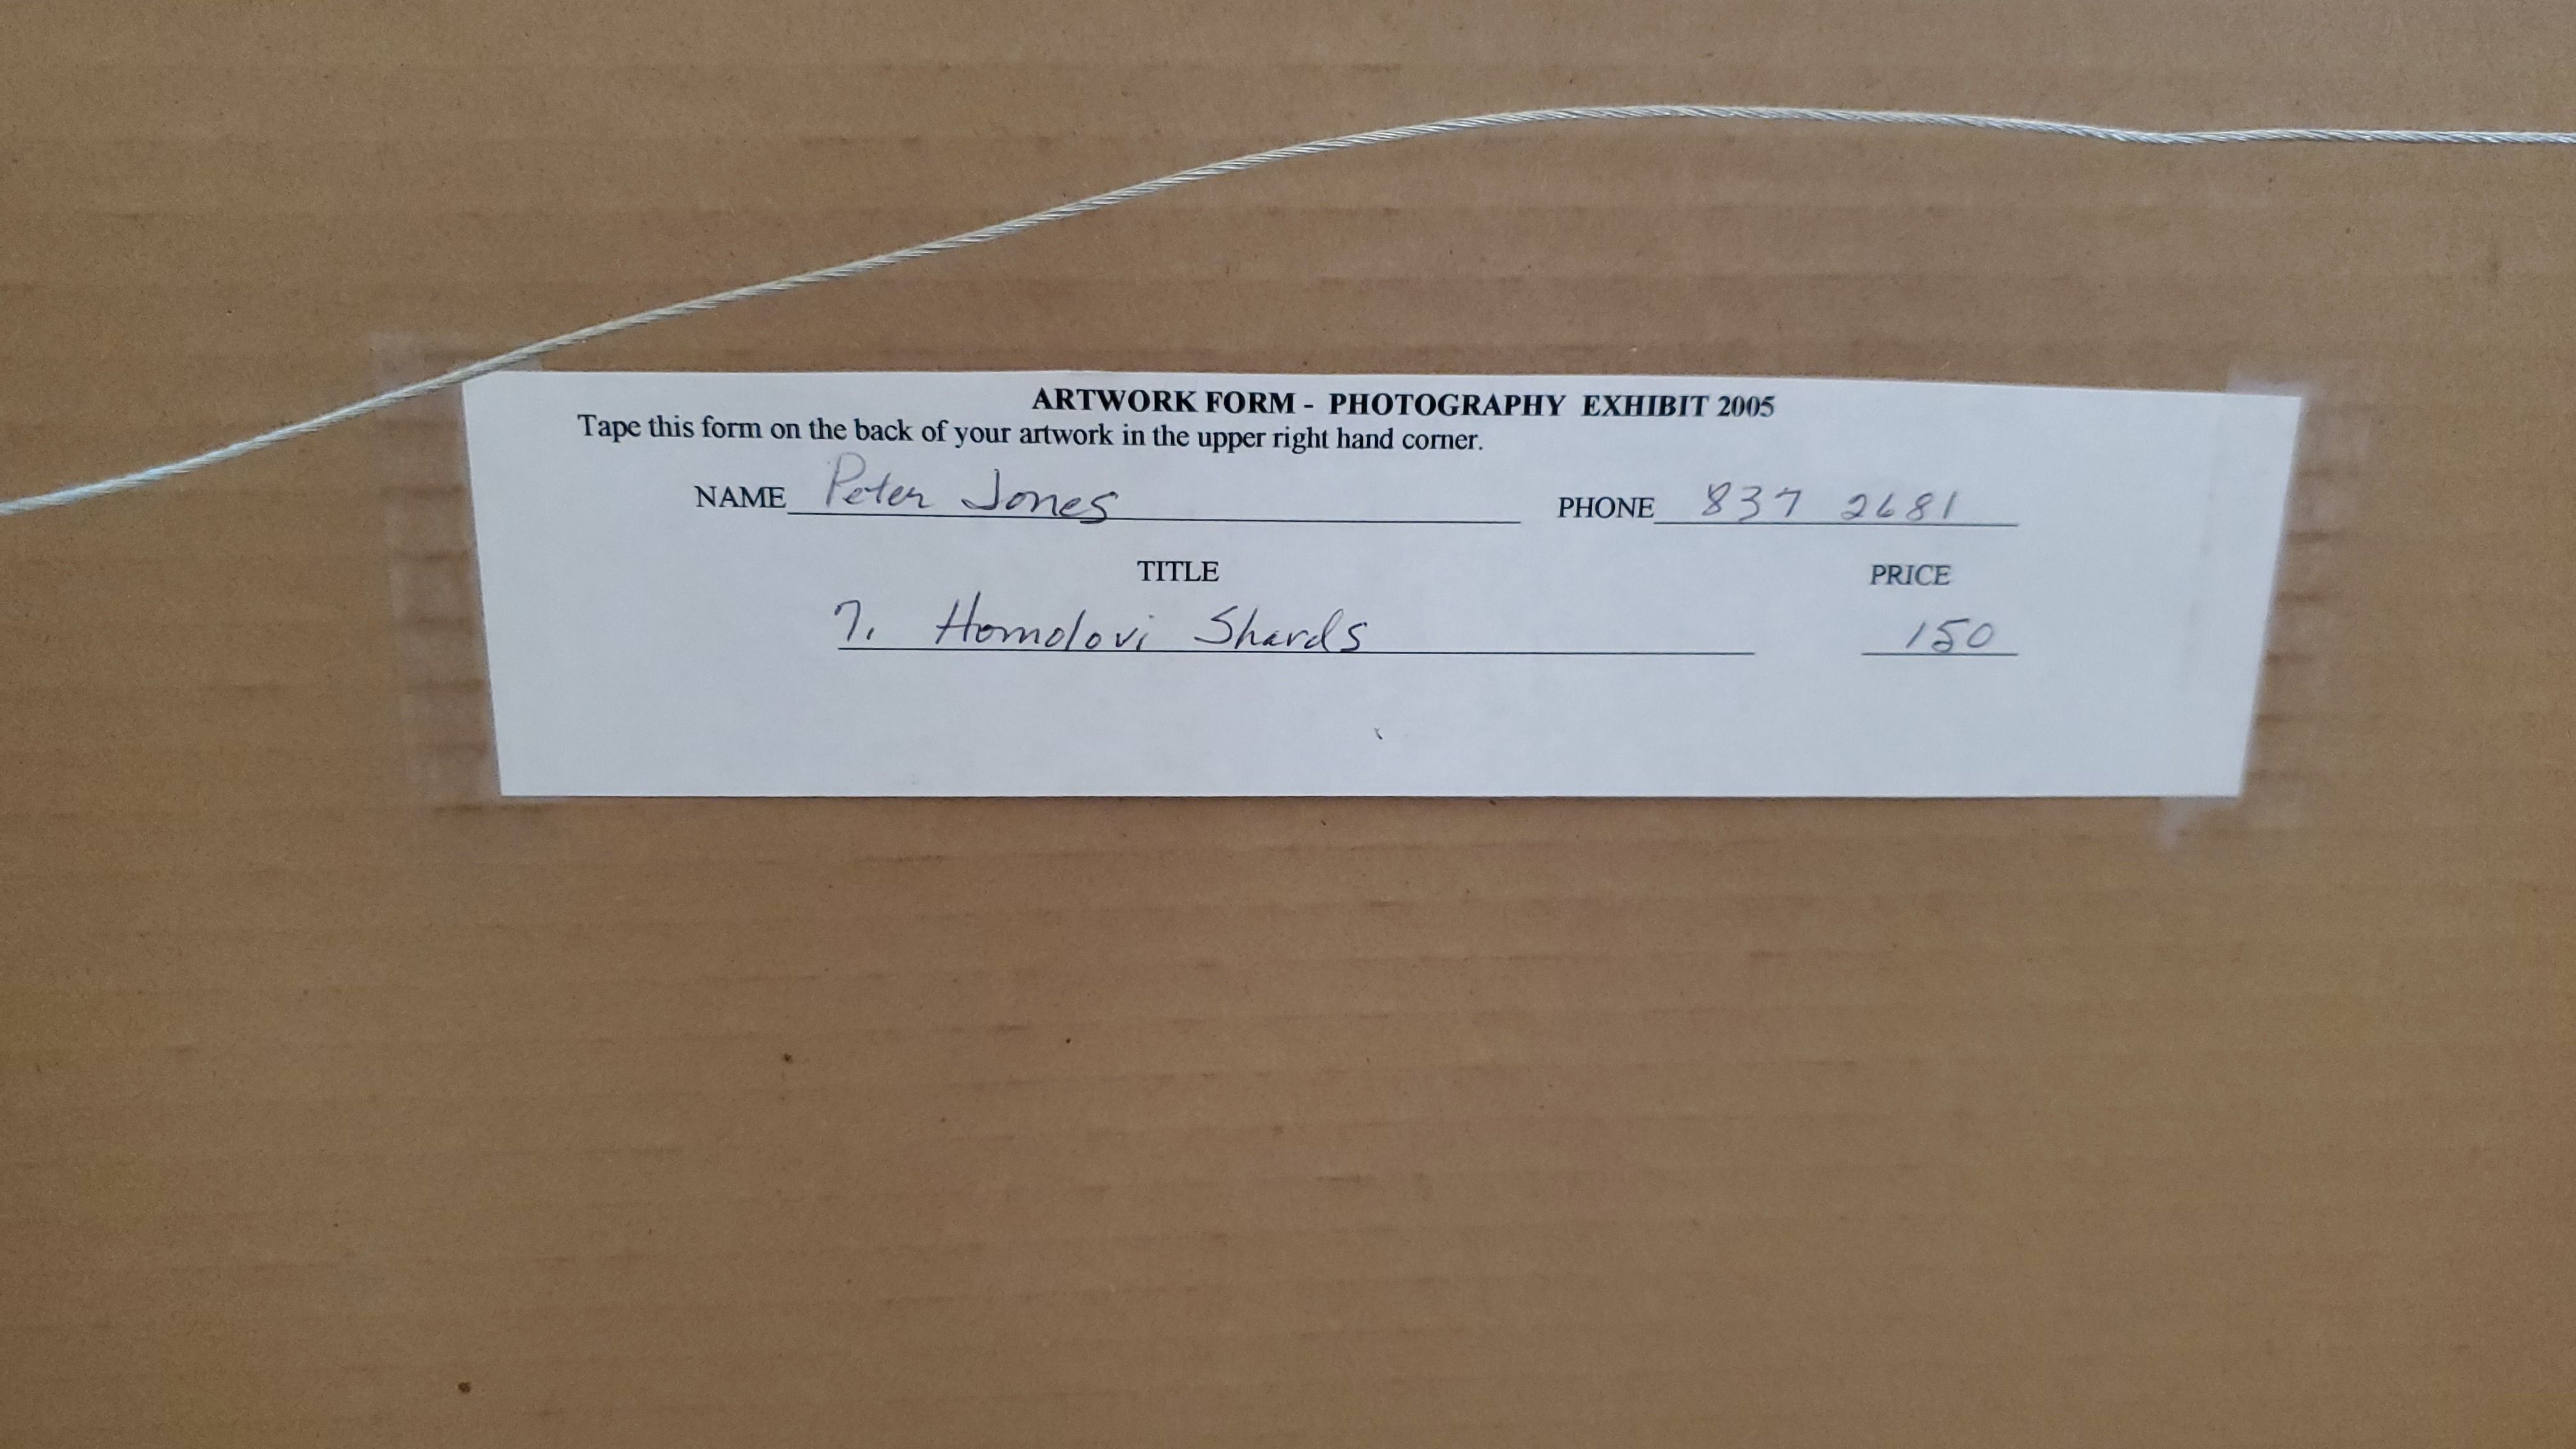 ARTWORK FORM - PHOTOGRAPHY EXHIBIT 2005
Tape this form on the back of your artwork in the upper right hand corner.
NAME Peter Jones PHONE 837 2681
TITLE PRICE
7. Homolovi Shards 150